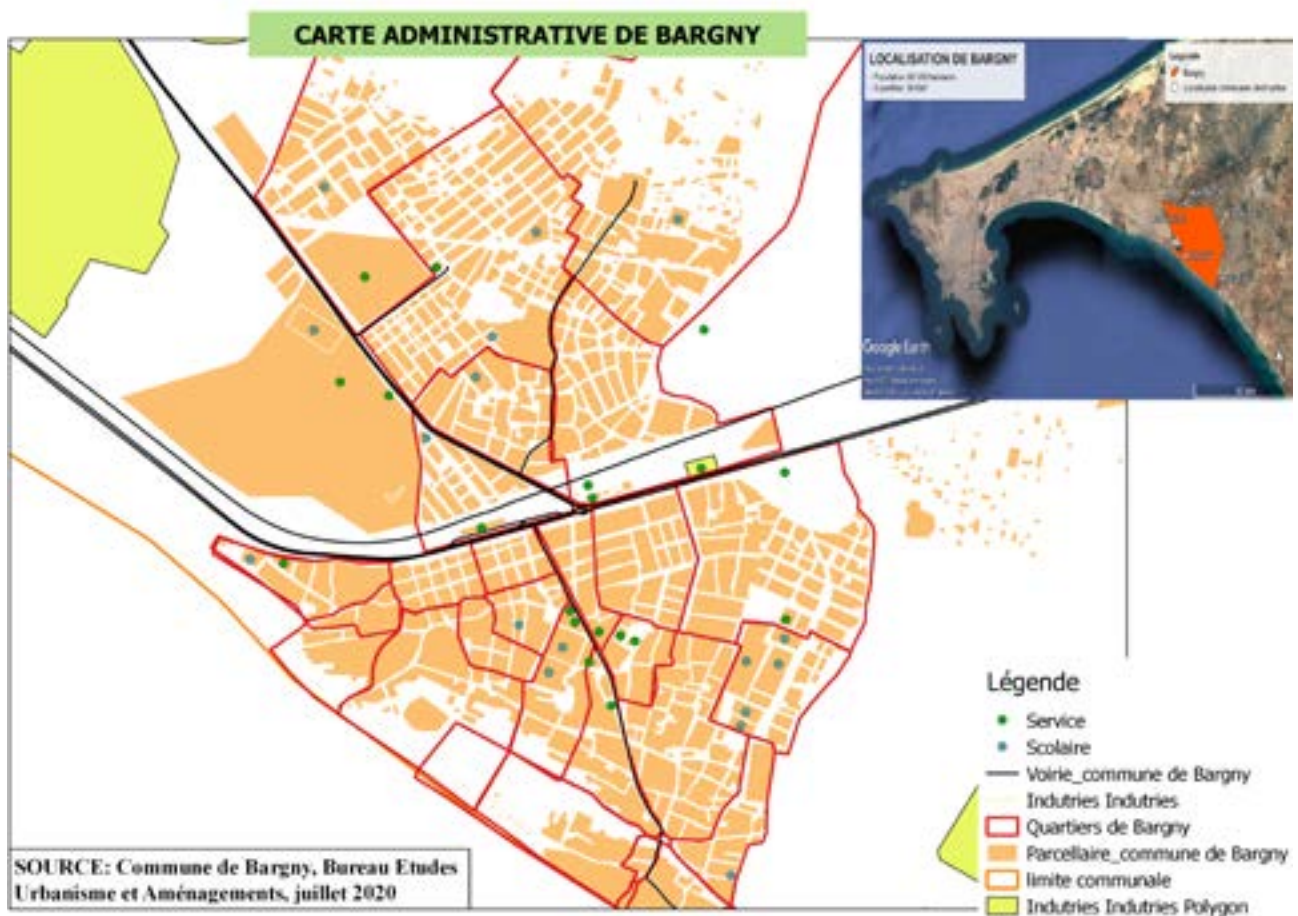 CARTE ADMINISTRATIVE DE BARGNY
LOCALISATION DE BARGNY
Légende
Bargny
Google Earth
Légende
Service
Scolaire
Voirie_commune de Bargny
Indutries Indutries
Quartiers de Bargny
Parcellaire_commune de Bargny
limite communale
Indutries Indutries Polygon
SOURCE: Commune de Bargny, Bureau Etudes
Urbanisme et Aménagements, juillet 2020